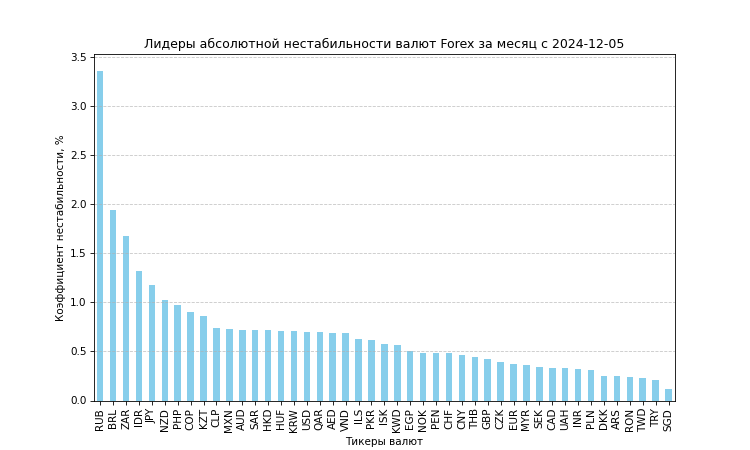 Лидеры абсолютной нестабильности валют Forex за месяц с 2024-12-05
Коэффициент нестабильности, %
3.5
3.0
2.5
2.0
1.5
1.0
0.5
0.0
RUB BRL ZAR IDR JPY NZD PHP COP KZT CLP MXN AUD SAR HKD HUF KRW USD QAR AED VND ILS PKR ISK KWD EGP NOK PEN CHF CNY THB GBP CZK EUR MYR SEK CAD UAH INR PLN DKK ARS RON TWD TRY SGD
Тикеры валют